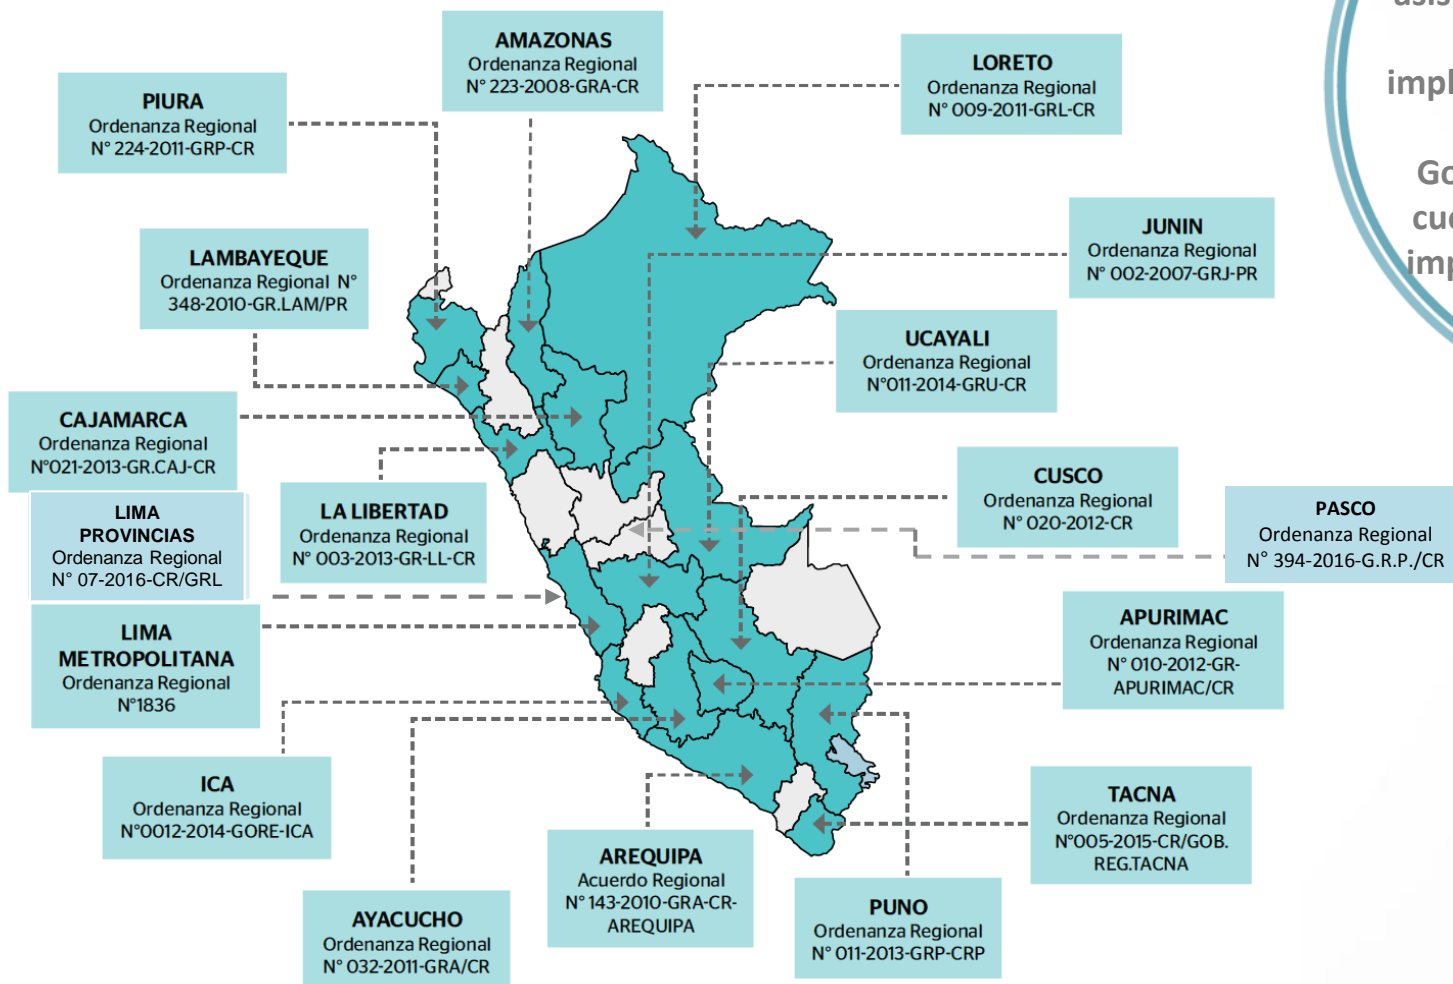 AMAZONAS
Ordenanza Regional
N° 223-2008-GRA-CR
LORETO
Ordenanza Regional
N° 009-2011-GRL-CR
PIURA
Ordenanza Regional
N° 224-2011-GRP-CR
JUNIN
Ordenanza Regional
N° 002-2007-GRJ-PR
LAMBAYEQUE
Ordenanza Regional N°
348-2010-GR.LAM/PR
UCAYALI
Ordenanza Regional
N°011-2014-GRU-CR
CAJAMARCA
Ordenanza Regional
N°021-2013-GR.CAJ-CR
CUSCO
Ordenanza Regional
N° 020-2012-CR
LA LIBERTAD
Ordenanza Regional
N° 003-2013-GR-LL-CR
LIMA
PROVINCIAS
Ordenanza Regional
N° 07-2016-CR/GRL
PASCO
Ordenanza Regional
N° 394-2016-G.R.P./CR
LIMA
METROPOLITANA
Ordenanza Regional
N°1836
APURIMAC
Ordenanza Regional
N° 010-2012-GR-
APURIMAC/CR
ICA
Ordenanza Regional
N°0012-2014-GORE-ICA
TACNA
Ordenanza Regional
N°005-2015-CR/GOB.
REG.TACNA
AREQUIPA
Acuerdo Regional
N° 143-2010-GRA-CR-
AREQUIPA
PUNO
Ordenanza Regional
N° 011-2013-GRP-CRP
AYACUCHO
Ordenanza Regional
N° 032-2011-GRA/CR